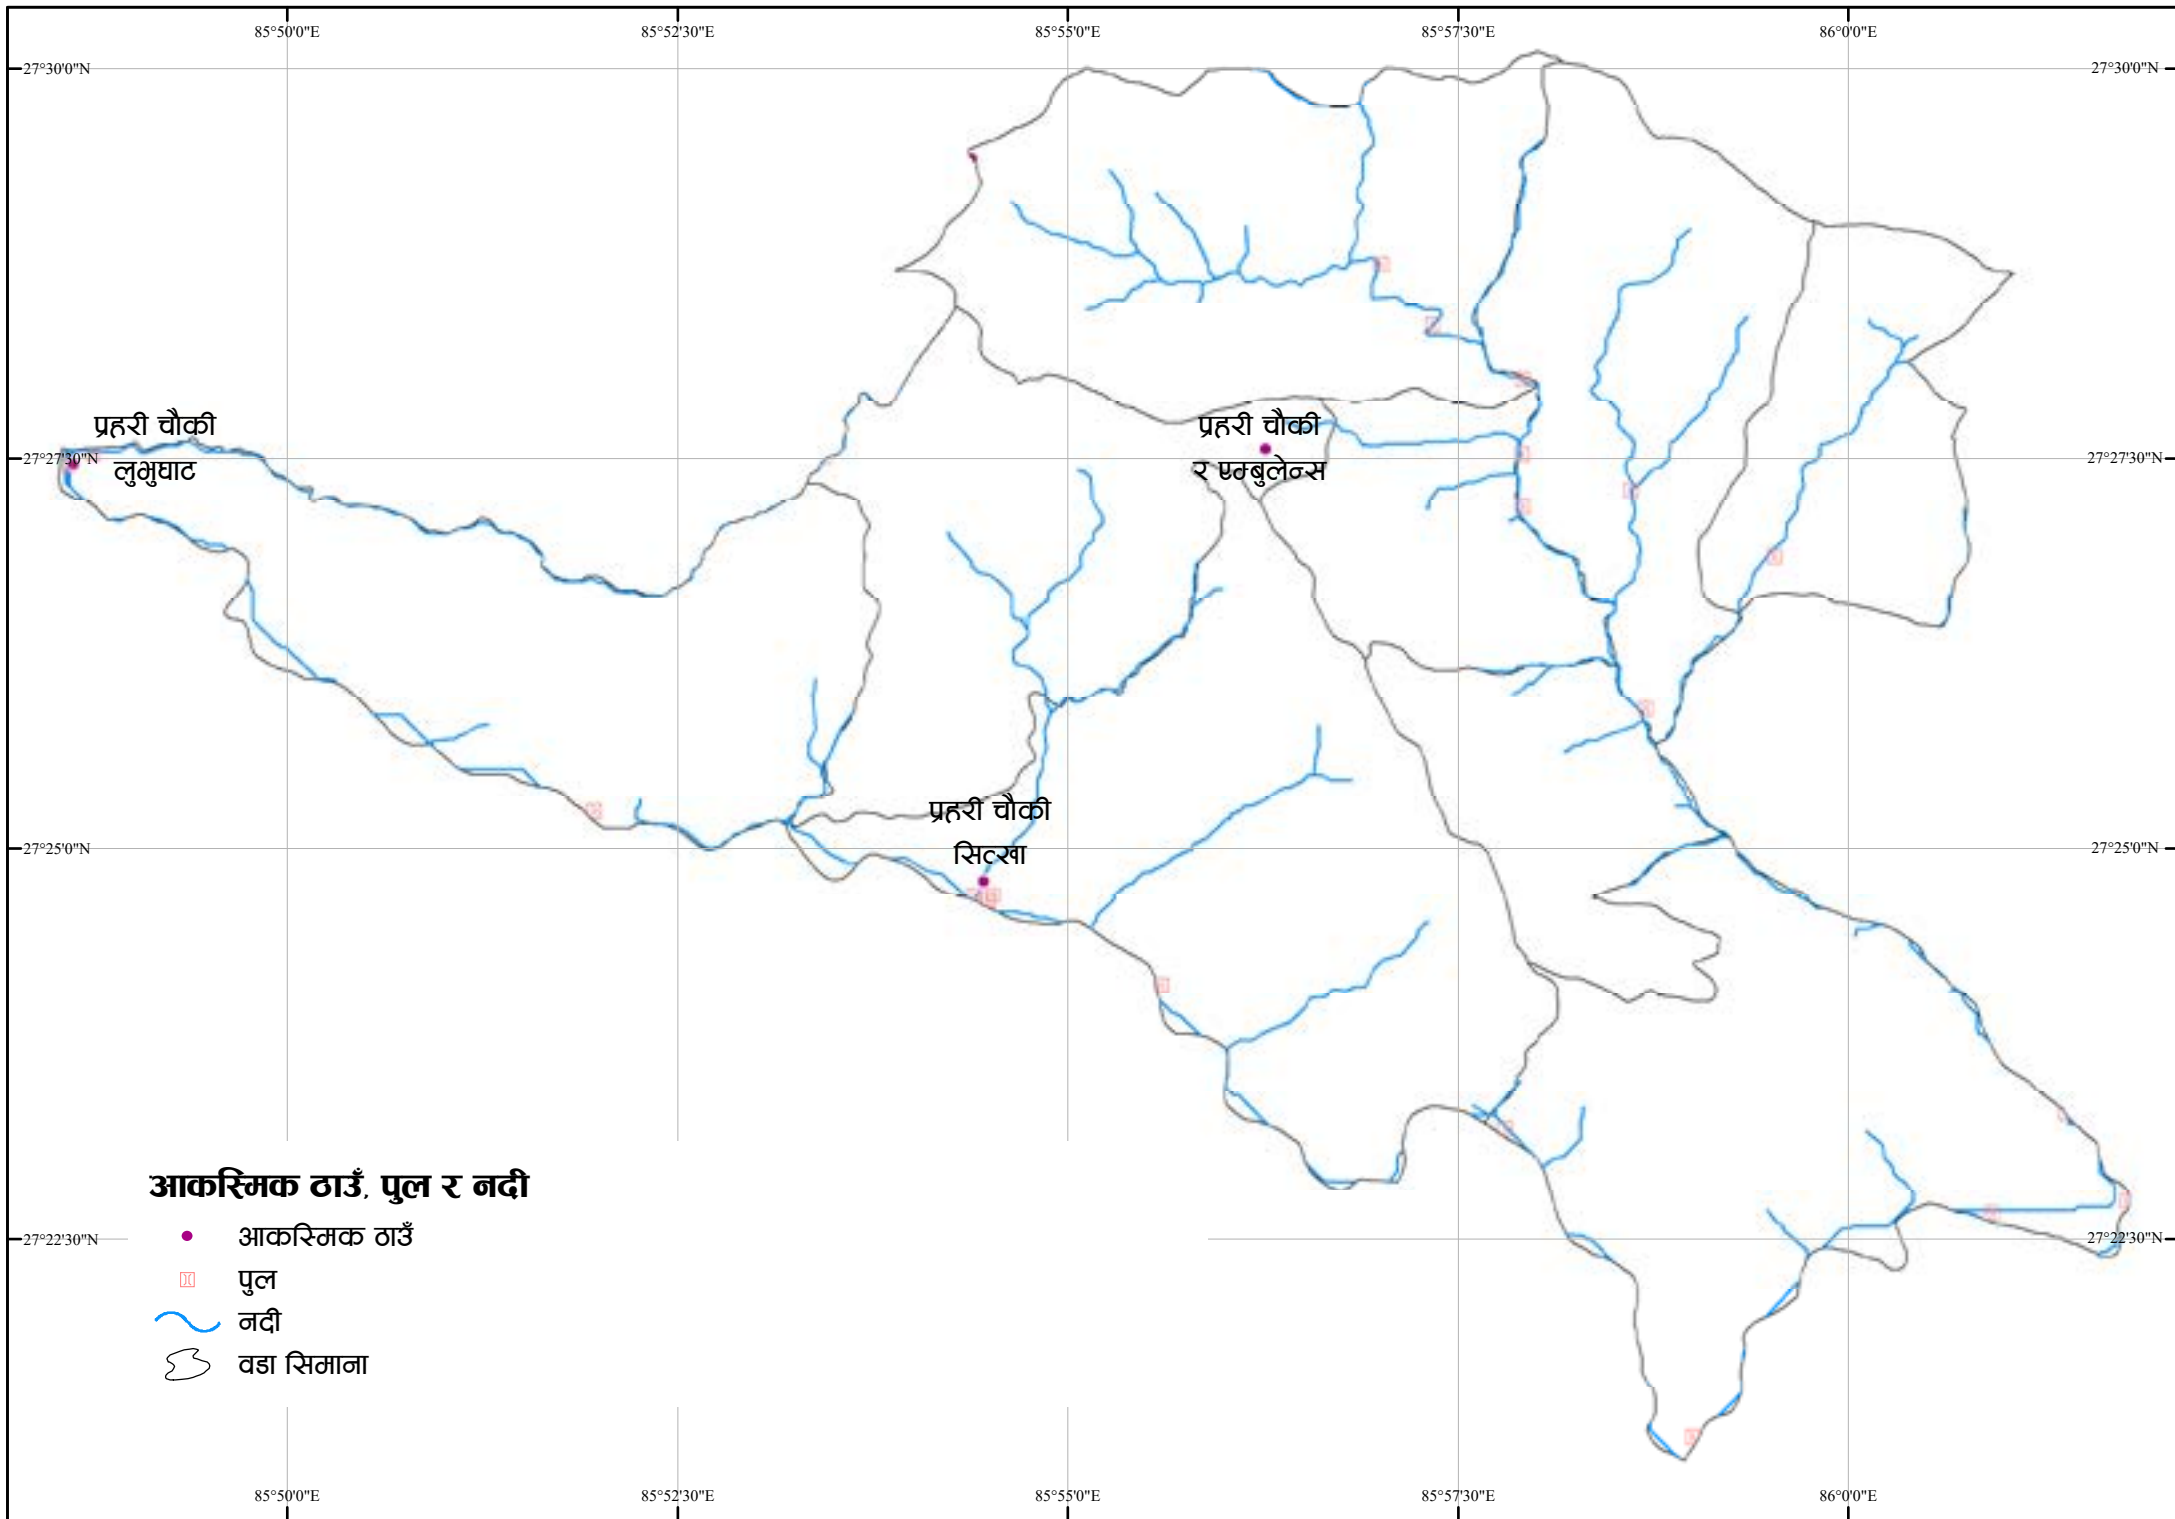 85°50'0"E 85°52'30"E 85°55'0"E 85°57'30"E 86°0'0"E
27°30'0"N 27°30'0"N
प्रहरी चौकी
लुभुघाट
प्रहरी चौकी
र एम्बुलेन्स
27°27'30"N 27°27'30"N
प्रहरी चौकी
सित्खा
27°25'0"N 27°25'0"N
आकस्मिक ठाउँ, पुल र नदी
आकस्मिक ठाउँ
पुल
नदी
वडा सिमाना
27°22'30"N 27°22'30"N
85°50'0"E 85°52'30"E 85°55'0"E 85°57'30"E 86°0'0"E